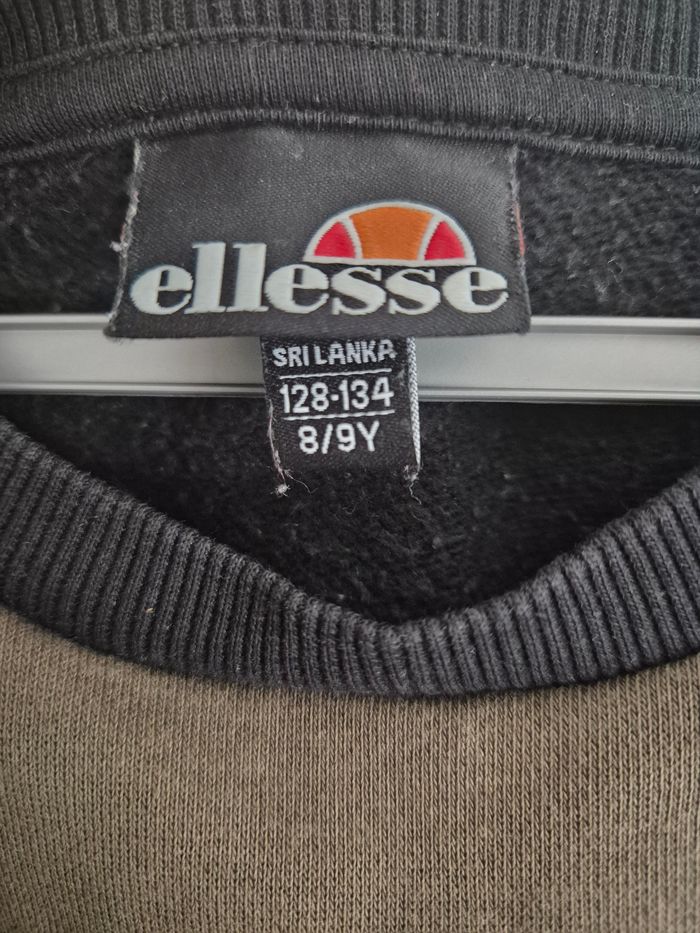 ellesse
SRI LANKA
128-134
8/9Y